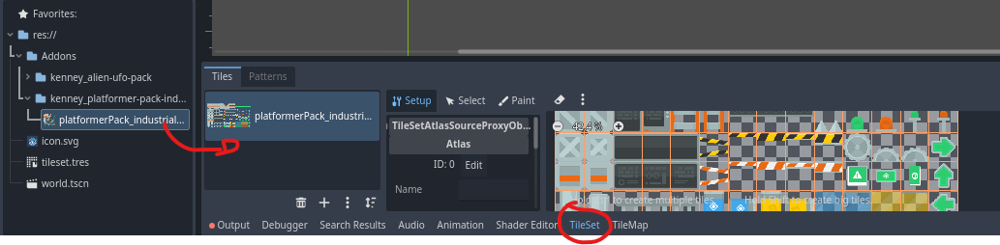 Favorites:
res://
Addons
kenney_alien-ufo-pack
kenney_platformer-pack-ind...
platformerPack_industrial...
icon.svg
tileset.tres
world.tscn
Tiles
Patterns
platformerPack_industri...
Setup
Select
Paint
TileSetAtlasSourceProxyOb...
Atlas
ID: 0
Edit
Name
42.4 %
to create multiple tiles.
Hold Shift to create big tiles.
Output
Debugger
Search Results
Audio
Animation
Shader Editor
TileSet
TileMap